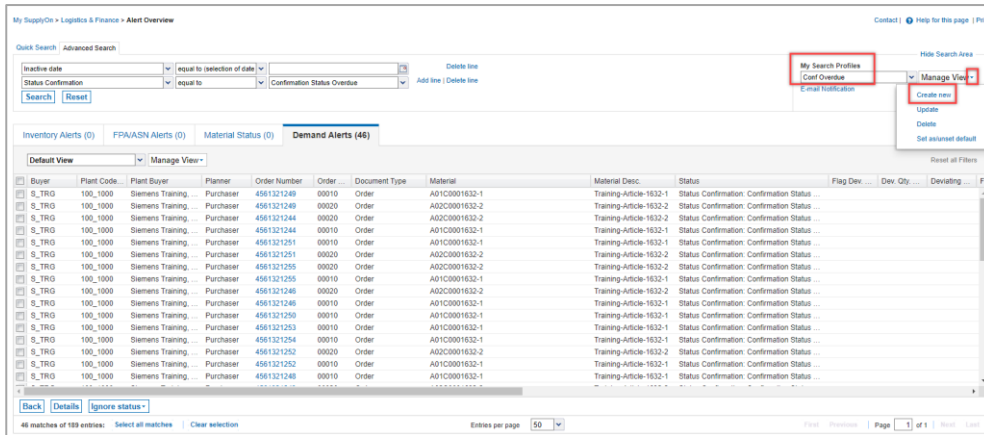 My SupplyOn > Logistics & Finance > Alert Overview
Contact | Help for this page | Pri
Quick Search Advanced Search
Hide Search Area
Inactive date equal to (selection of date Delete line
Status Confirmation equal to Confirmation Status Overdue Add line | Delete line
Search Reset
My Search Profiles
Conf Overdue Manage View
E-mail Notification
Create new
Update
Delete
Set as/unset default
Inventory Alerts (0) FPA/ASN Alerts (0) Material Status (0) Demand Alerts (46)
Default View Manage View Reset all Filters
Buyer Plant Code... Plant Buyer Planner Order Number Order ... Document Type Material Material Desc. Status Flag Dev. ... Dev. Qty. ... Deviating ... F
S_TRG 100_1000 Siemens Training, ... Purchaser 4561321249 00010 Order A01C0001632-1 Training-Article-1632-1 Status Confirmation: Confirmation Status ...
S_TRG 100_1000 Siemens Training, ... Purchaser 4561321249 00020 Order A02C0001632-2 Training-Article-1632-2 Status Confirmation: Confirmation Status ...
S_TRG 100_1000 Siemens Training, ... Purchaser 4561321244 00020 Order A02C0001632-2 Training-Article-1632-2 Status Confirmation: Confirmation Status ...
S_TRG 100_1000 Siemens Training, ... Purchaser 4561321244 00010 Order A01C0001632-1 Training-Article-1632-1 Status Confirmation: Confirmation Status ...
S_TRG 100_1000 Siemens Training, ... Purchaser 4561321251 00010 Order A01C0001632-1 Training-Article-1632-1 Status Confirmation: Confirmation Status ...
S_TRG 100_1000 Siemens Training, ... Purchaser 4561321251 00020 Order A02C0001632-2 Training-Article-1632-2 Status Confirmation: Confirmation Status ...
S_TRG 100_1000 Siemens Training, ... Purchaser 4561321255 00020 Order A02C0001632-2 Training-Article-1632-2 Status Confirmation: Confirmation Status ...
S_TRG 100_1000 Siemens Training, ... Purchaser 4561321255 00010 Order A01C0001632-1 Training-Article-1632-1 Status Confirmation: Confirmation Status ...
S_TRG 100_1000 Siemens Training, ... Purchaser 4561321246 00020 Order A02C0001632-2 Training-Article-1632-2 Status Confirmation: Confirmation Status ...
S_TRG 100_1000 Siemens Training, ... Purchaser 4561321246 00010 Order A01C0001632-1 Training-Article-1632-1 Status Confirmation: Confirmation Status ...
S_TRG 100_1000 Siemens Training, ... Purchaser 4561321250 00010 Order A01C0001632-1 Training-Article-1632-1 Status Confirmation: Confirmation Status ...
S_TRG 100_1000 Siemens Training, ... Purchaser 4561321253 00010 Order A01C0001632-1 Training-Article-1632-1 Status Confirmation: Confirmation Status ...
S_TRG 100_1000 Siemens Training, ... Purchaser 4561321254 00010 Order A01C0001632-1 Training-Article-1632-1 Status Confirmation: Confirmation Status ...
S_TRG 100_1000 Siemens Training, ... Purchaser 4561321252 00020 Order A02C0001632-2 Training-Article-1632-2 Status Confirmation: Confirmation Status ...
S_TRG 100_1000 Siemens Training, ... Purchaser 4561321252 00010 Order A01C0001632-1 Training-Article-1632-1 Status Confirmation: Confirmation Status ...
S_TRG 100_1000 Siemens Training, ... Purchaser 4561321248 00010 Order A01C0001632-1 Training-Article-1632-1 Status Confirmation: Confirmation Status ...
Back Details Ignore status
46 matches of 189 entries: Select all matches | Clear selection Entries per page 50 First Previous | Page 1 of 1 | Next Last